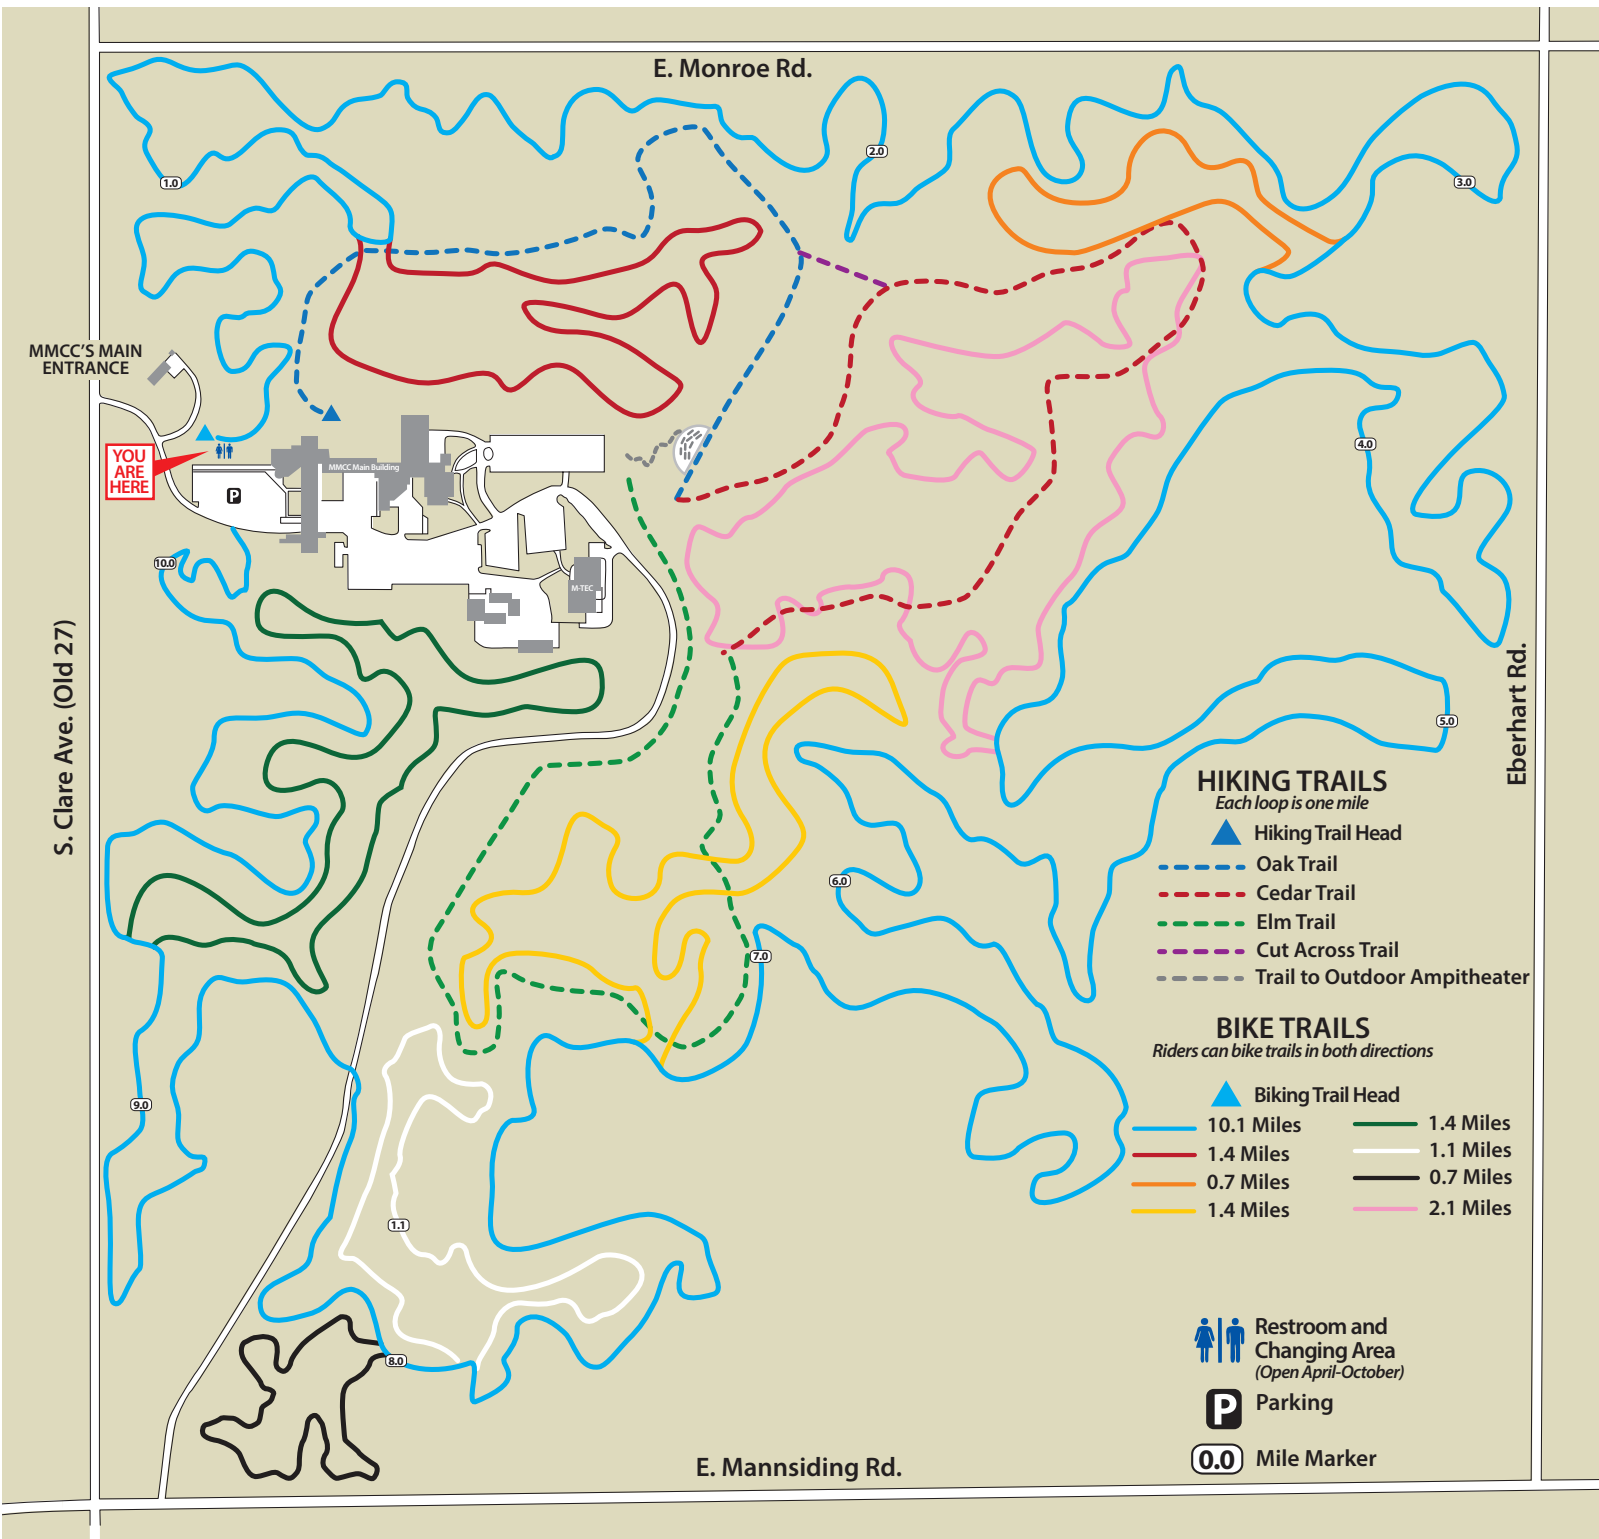 E. Monroe Rd.
2.0
1.0
3.0
MMCC'S MAIN
ENTRANCE
YOU
ARE
HERE
MMCC Main Building
P
4.0
10.0
M-TEC
S. Clare Ave. (Old 27)
Eberhart Rd.
5.0
6.0
7.0
9.0
1.1
8.0
HIKING TRAILS
Each loop is one mile
Hiking Trail Head
Oak Trail
Cedar Trail
Elm Trail
Cut Across Trail
Trail to Outdoor Ampitheater
BIKE TRAILS
Riders can bike trails in both directions
Biking Trail Head
10.1 Miles
1.4 Miles
0.7 Miles
1.4 Miles
1.4 Miles
1.1 Miles
0.7 Miles
2.1 Miles
Restroom and
Changing Area
(Open April-October)
P Parking
0.0 Mile Marker
E. Mannsiding Rd.